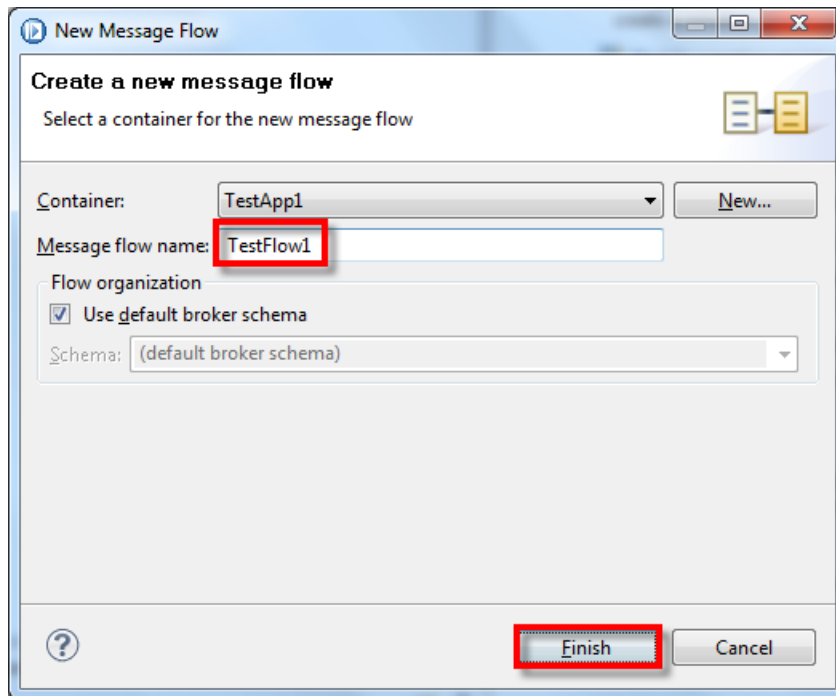 New Message Flow
Create a new message flow
Select a container for the new message flow
Container: TestApp1 New...
Message flow name: TestFlow1
Flow organization
Use default broker schema
Schema: (default broker schema)
Finish Cancel